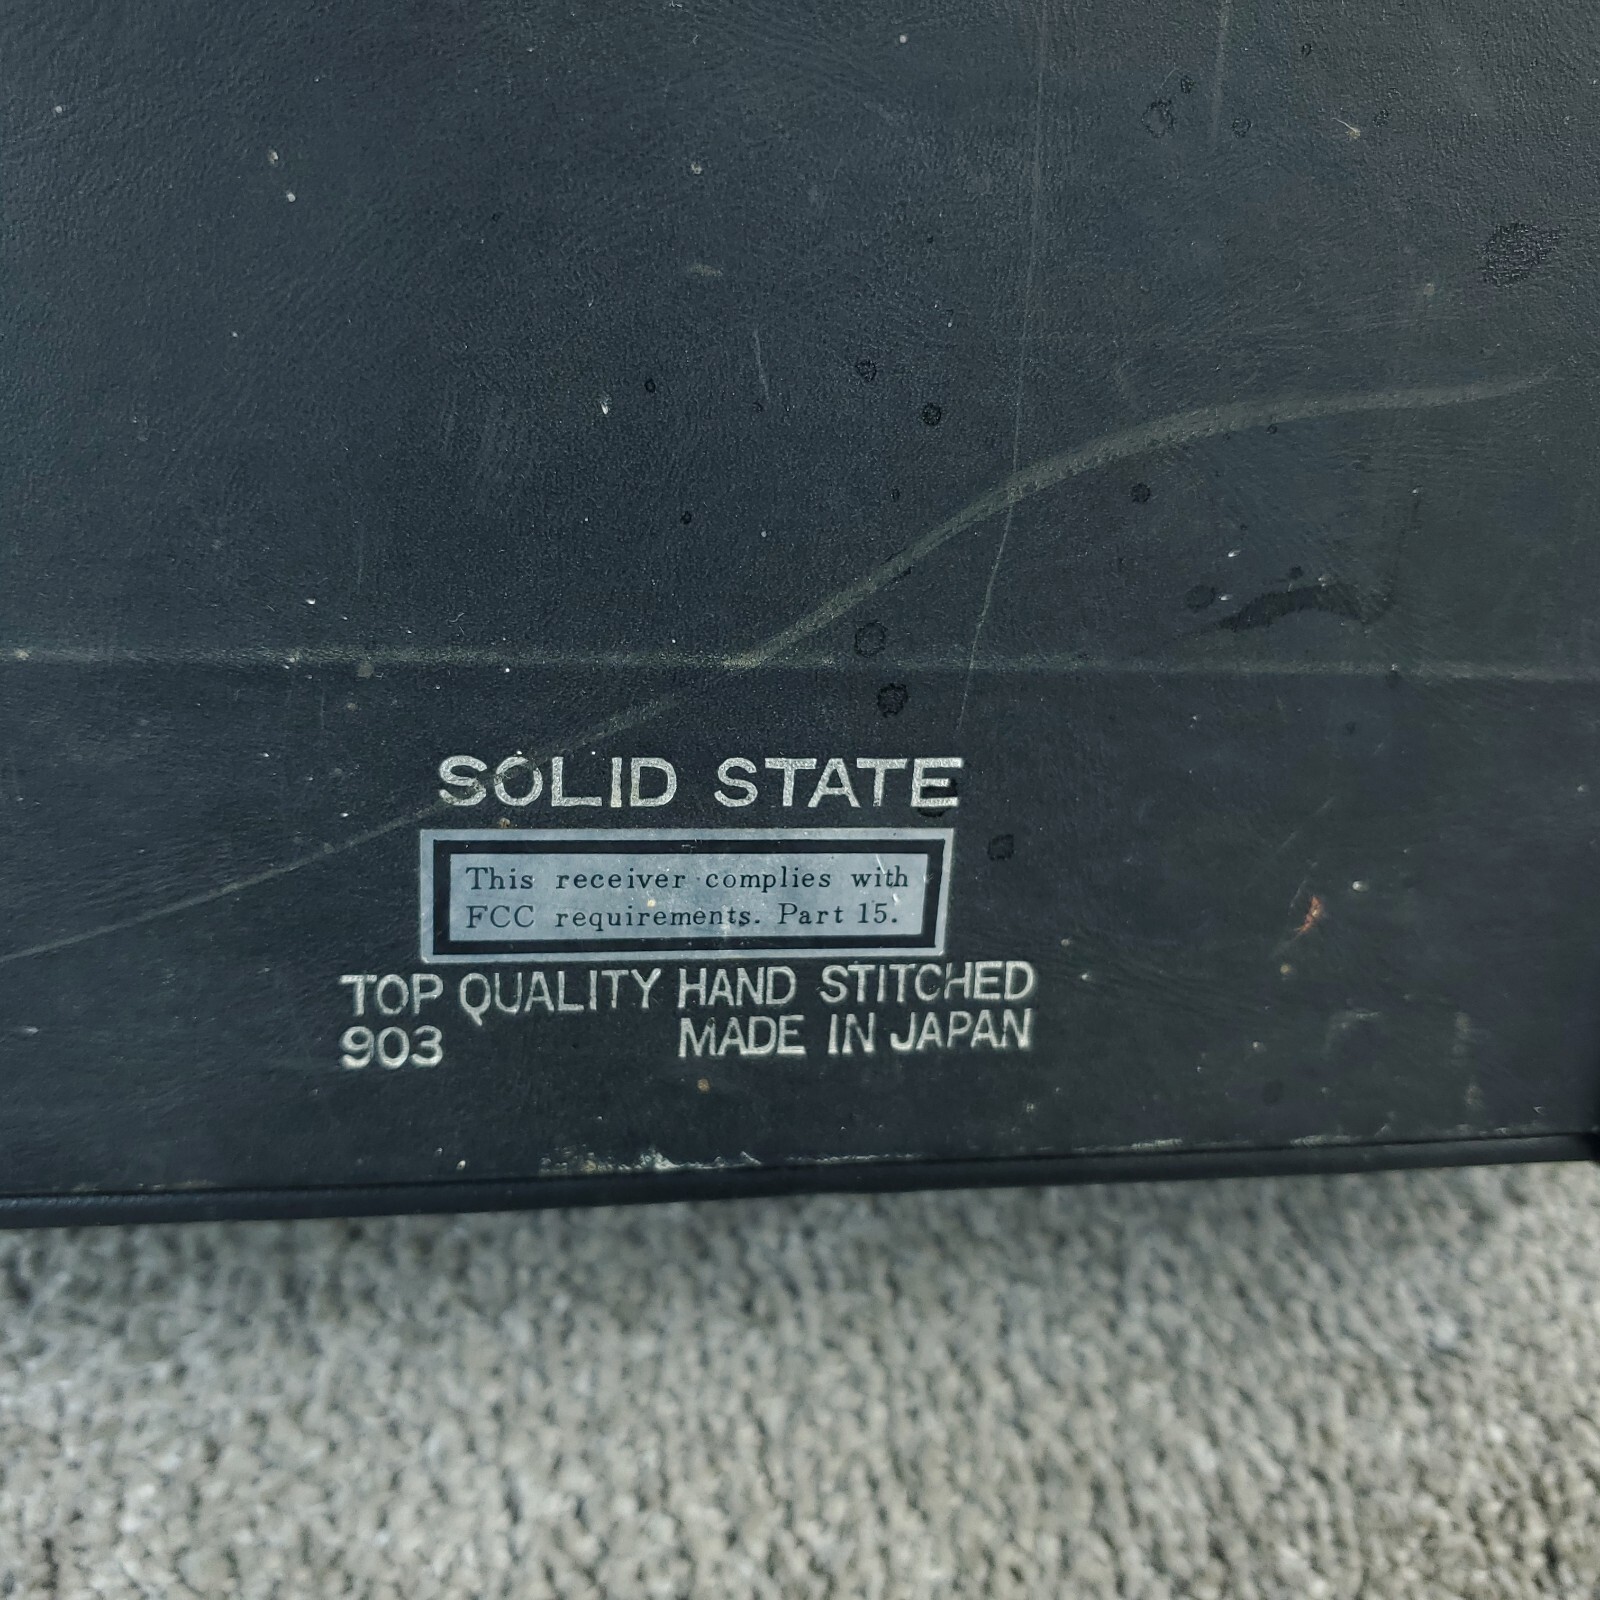 SOLID STATE
This receiver complies with
FCC requirements. Part 15.
TOP QUALITY HAND STITCHED
903 MADE IN JAPAN